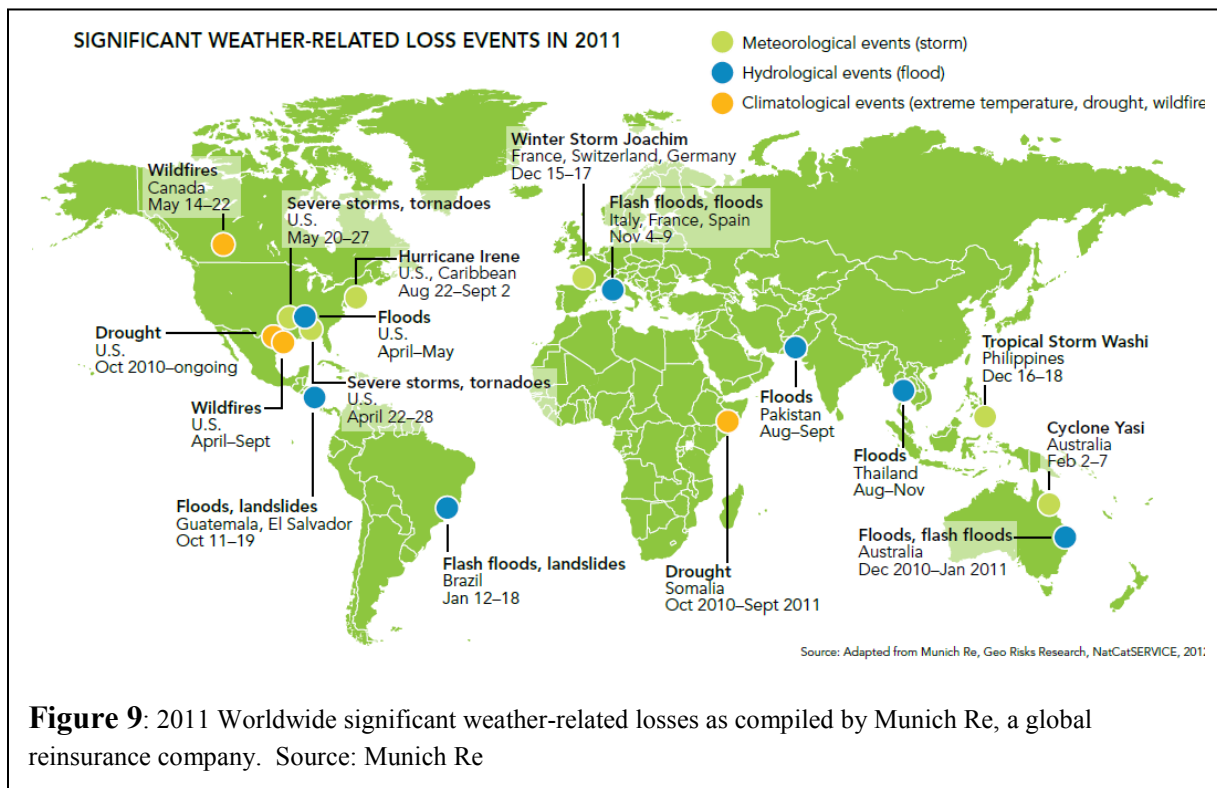 SIGNIFICANT WEATHER-RELATED LOSS EVENTS IN 2011
Meteorological events (storm)
Hydrological events (flood)
Climatological events (extreme temperature, drought, wildfire
Wildfires
Canada
May 14–22
Severe storms, tornadoes
U.S.
May 20–27
Hurricane Irene
U.S., Caribbean
Aug 22–Sept 2
Floods
U.S.
April–May
Drought
U.S.
Oct 2010–ongoing
Wildfires
U.S.
April–Sept
Severe storms, tornadoes
U.S.
April 22–28
Floods, landslides
Guatemala, El Salvador
Oct 11–19
Flash floods, landslides
Brazil
Jan 12–18
Winter Storm Joachim
France, Switzerland, Germany
Dec 15–17
Flash floods, floods
Italy, France, Spain
Nov 4–9
Drought
Somalia
Oct 2010–Sept 2011
Floods
Pakistan
Aug–Sept
Floods
Thailand
Aug–Nov
Tropical Storm Washi
Philippines
Dec 16–18
Cyclone Yasi
Australia
Feb 2–7
Floods, flash floods
Australia
Dec 2010–Jan 2011
Source: Adapted from Munich Re, Geo Risks Research, NatCatSERVICE, 2012
Figure 9: 2011 Worldwide significant weather-related losses as compiled by Munich Re, a global
reinsurance company. Source: Munich Re